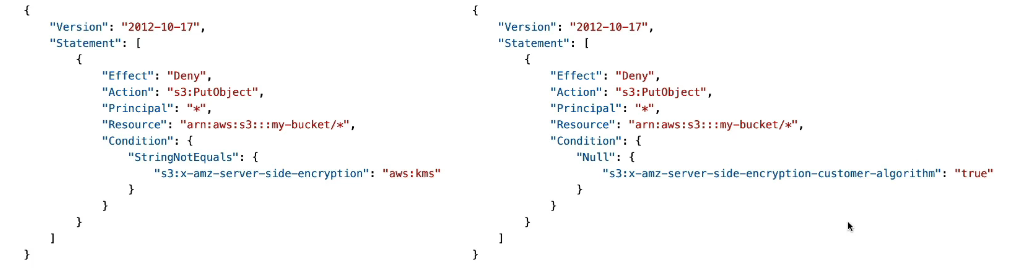 {
    "Version": "2012-10-17",
    "Statement": [
        {
            "Effect": "Deny",
            "Action": "s3:PutObject",
            "Principal": "*",
            "Resource": "arn:aws:s3:::my-bucket/*",
            "Condition": {
                "StringNotEquals": {
                    "s3:x-amz-server-side-encryption": "aws:kms"
                }
            }
        }
    ]
}
{
    "Version": "2012-10-17",
    "Statement": [
        {
            "Effect": "Deny",
            "Action": "s3:PutObject",
            "Principal": "*",
            "Resource": "arn:aws:s3:::my-bucket/*",
            "Condition": {
                "Null": {
                    "s3:x-amz-server-side-encryption-customer-algorithm": "true"
                }
            }
        }
    ]
}